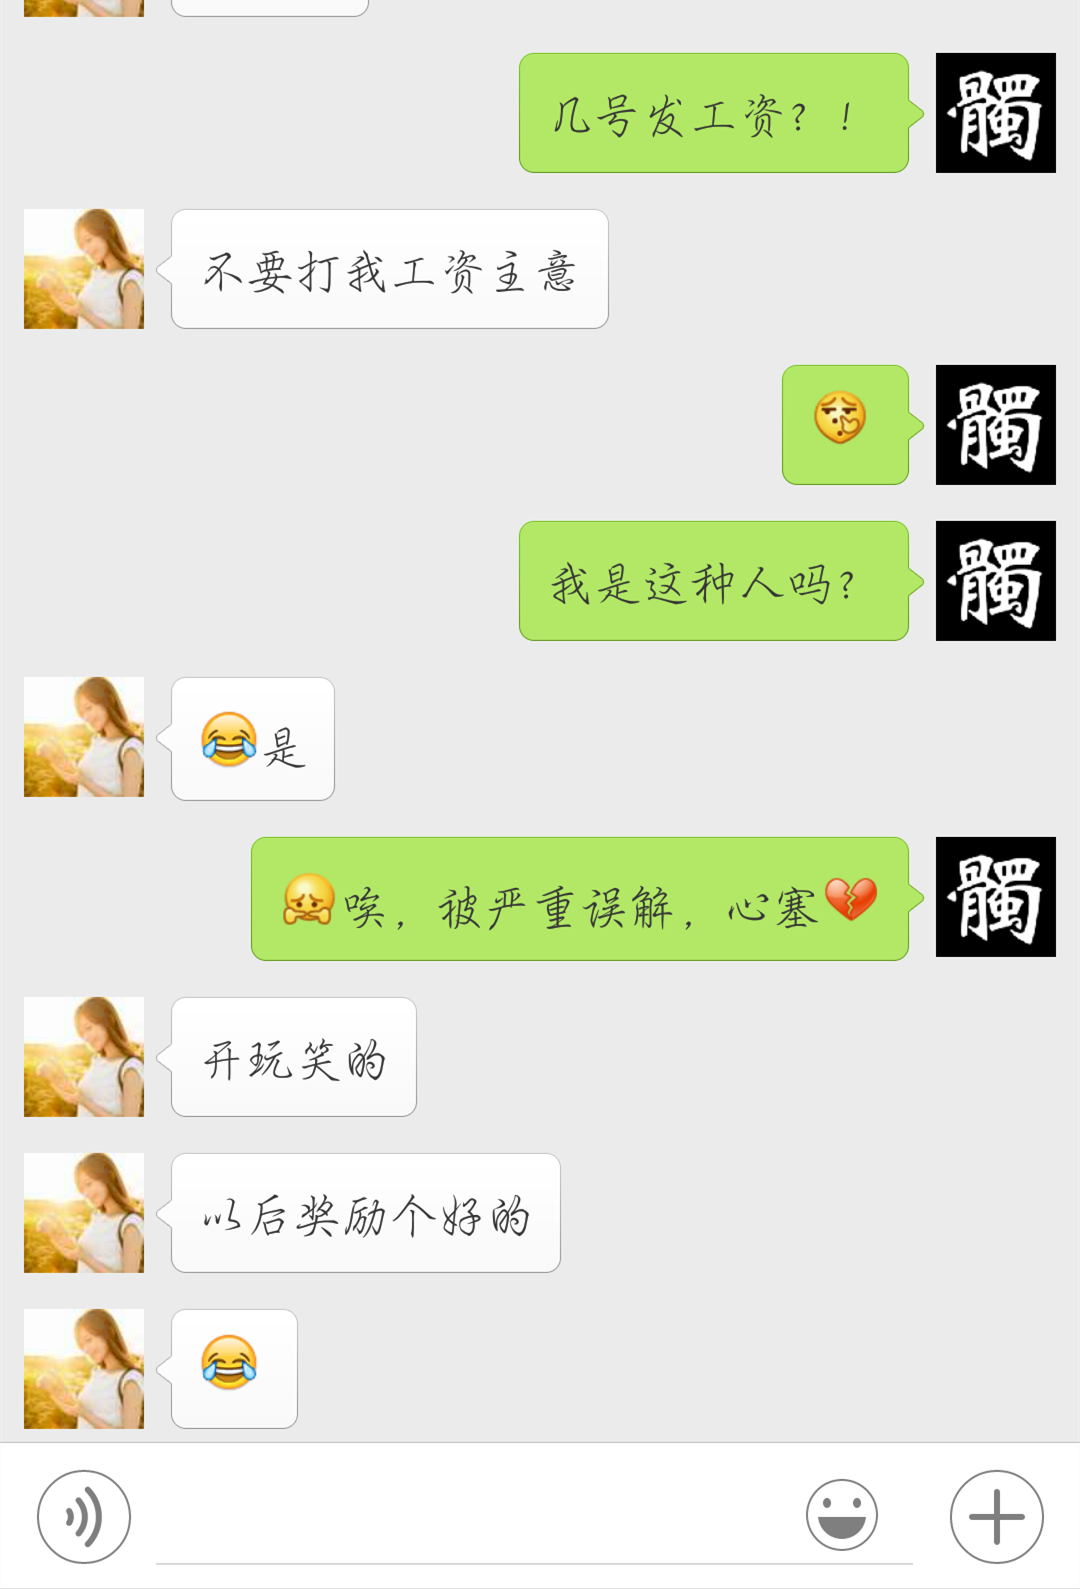 几号发工资？！
髑
不要打我工资主意
髑
我是这种人吗？
髑
😂是
唉，被严重误解，心塞💔
髑
开玩笑的
以后奖励个好的
😂